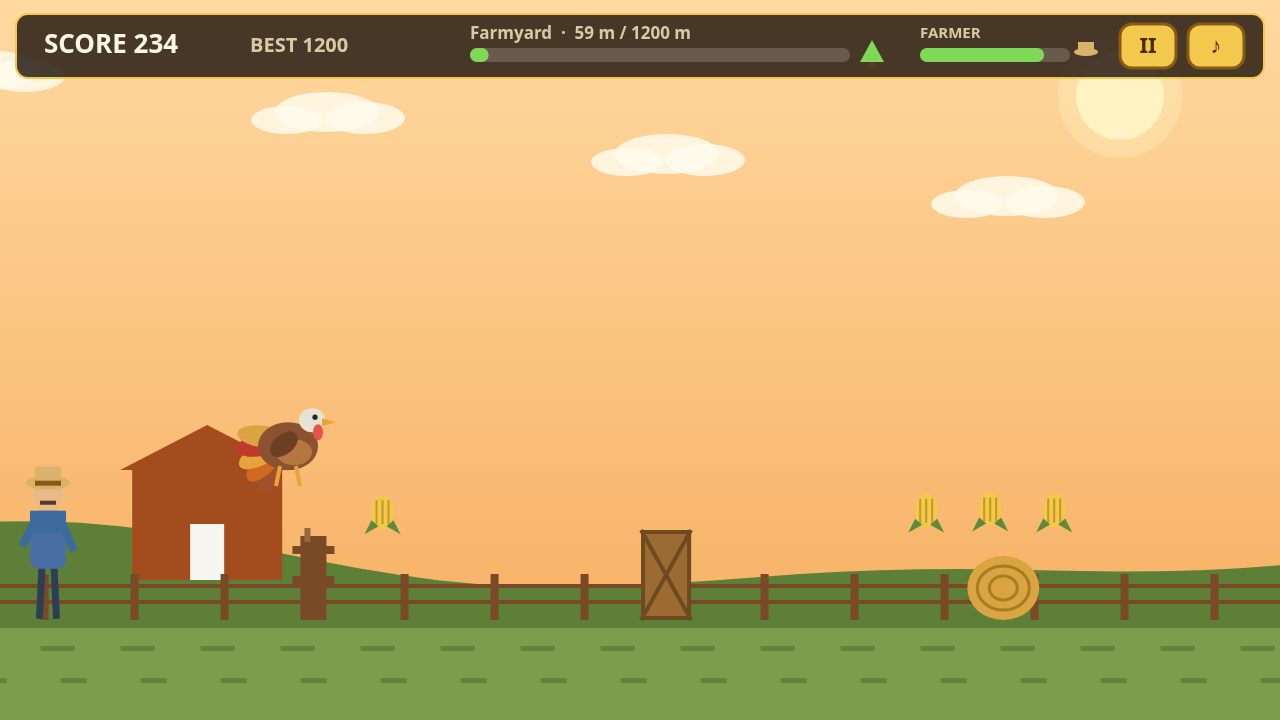 SCORE 234
BEST 1200
Farmyard · 59 m / 1200 m
FARMER
II
♪